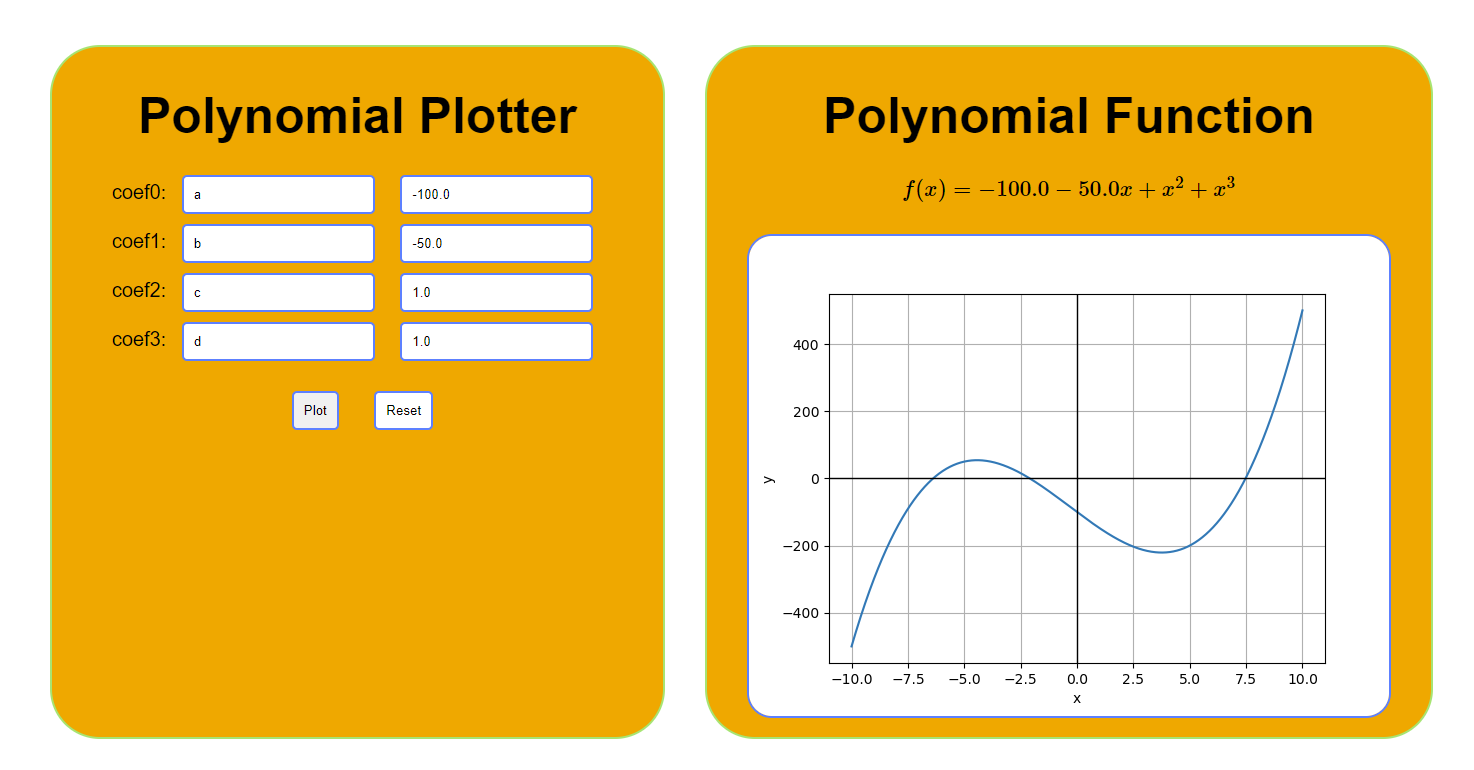 Polynomial Plotter
coef0: a -100.0
coef1: b -50.0
coef2: c 1.0
coef3: d 1.0
Plot Reset
Polynomial Function
f(x) = −100.0 − 50.0x + x² + x³
400
200
0
−200
−400
y
−10.0 −7.5 −5.0 −2.5 0.0 2.5 5.0 7.5 10.0
x